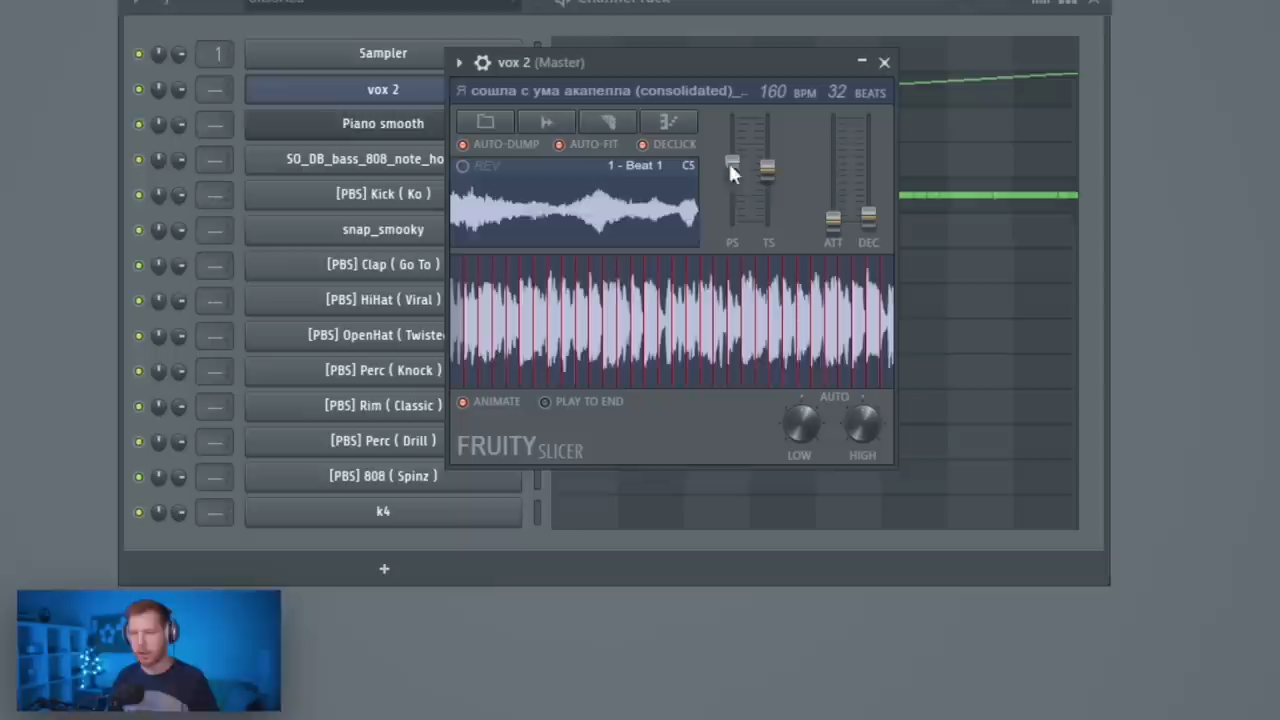 Channel rack
1
Sampler
vox 2
Piano smooth
SO_DB_bass_808_note_ho
[PBS] Kick ( Ko )
snap_smooky
[PBS] Clap ( Go To )
[PBS] HiHat ( Viral )
[PBS] OpenHat ( Twiste
[PBS] Perc ( Knock )
[PBS] Rim ( Classic )
[PBS] Perc ( Drill )
[PBS] 808 ( Spinz )
k4
+
vox 2 (Master)
Я сошла с ума акапелла (consolidated)_.. 160 BPM 32 BEATS
AUTO-DUMP AUTO-FIT DECLICK
REV 1 - Beat 1 C5
PS TS ATT DEC
ANIMATE PLAY TO END
AUTO
FRUITY SLICER
LOW HIGH